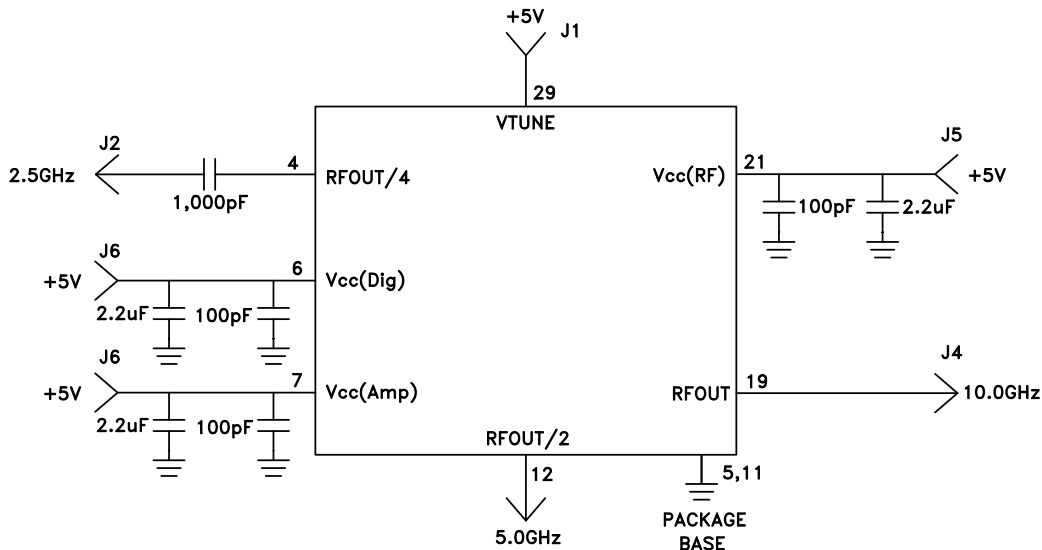 +5V
J1
29
VTUNE
J2
2.5GHz
1,000pF
4
RFOUT/4
Vcc(RF)
21
J5
+5V
100pF
2.2uF
J6
+5V
2.2uF
100pF
6
Vcc(Dig)
J6
+5V
2.2uF
100pF
7
Vcc(Amp)
RFOUT
19
J4
10.0GHz
RFOUT/2
12
5.0GHz
5,11
PACKAGE
BASE